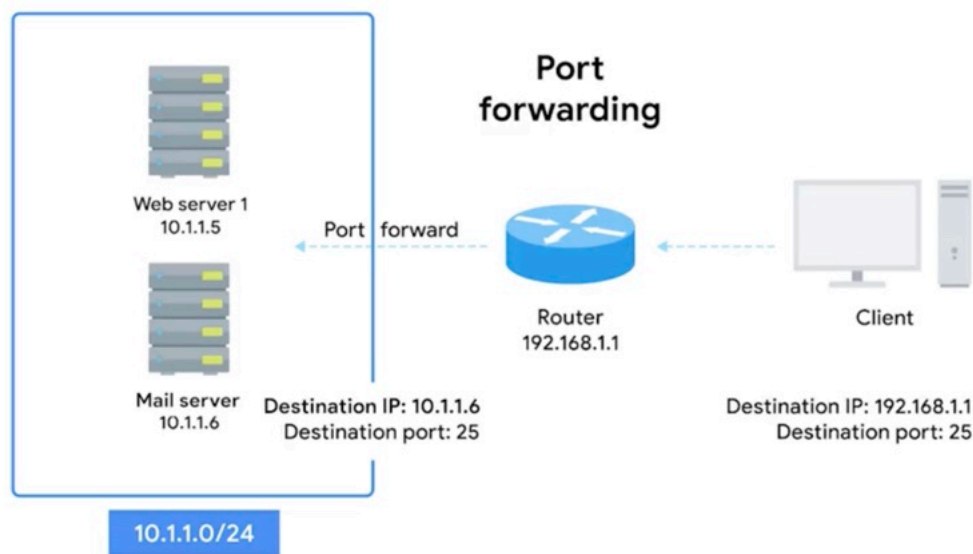 Port
forwarding
Web server 1
10.1.1.5
Port forward
Router
192.168.1.1
Client
Mail server
10.1.1.6
Destination IP: 10.1.1.6
Destination port: 25
Destination IP: 192.168.1.1
Destination port: 25
10.1.1.0/24